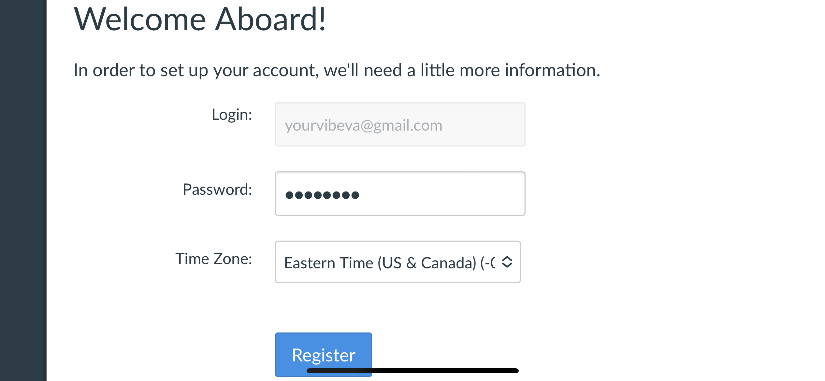 Welcome Aboard!
In order to set up your account, we'll need a little more information.
Login: yourvibeva@gmail.com
Password: ●●●●●●●●
Time Zone: Eastern Time (US & Canada) (-
Register